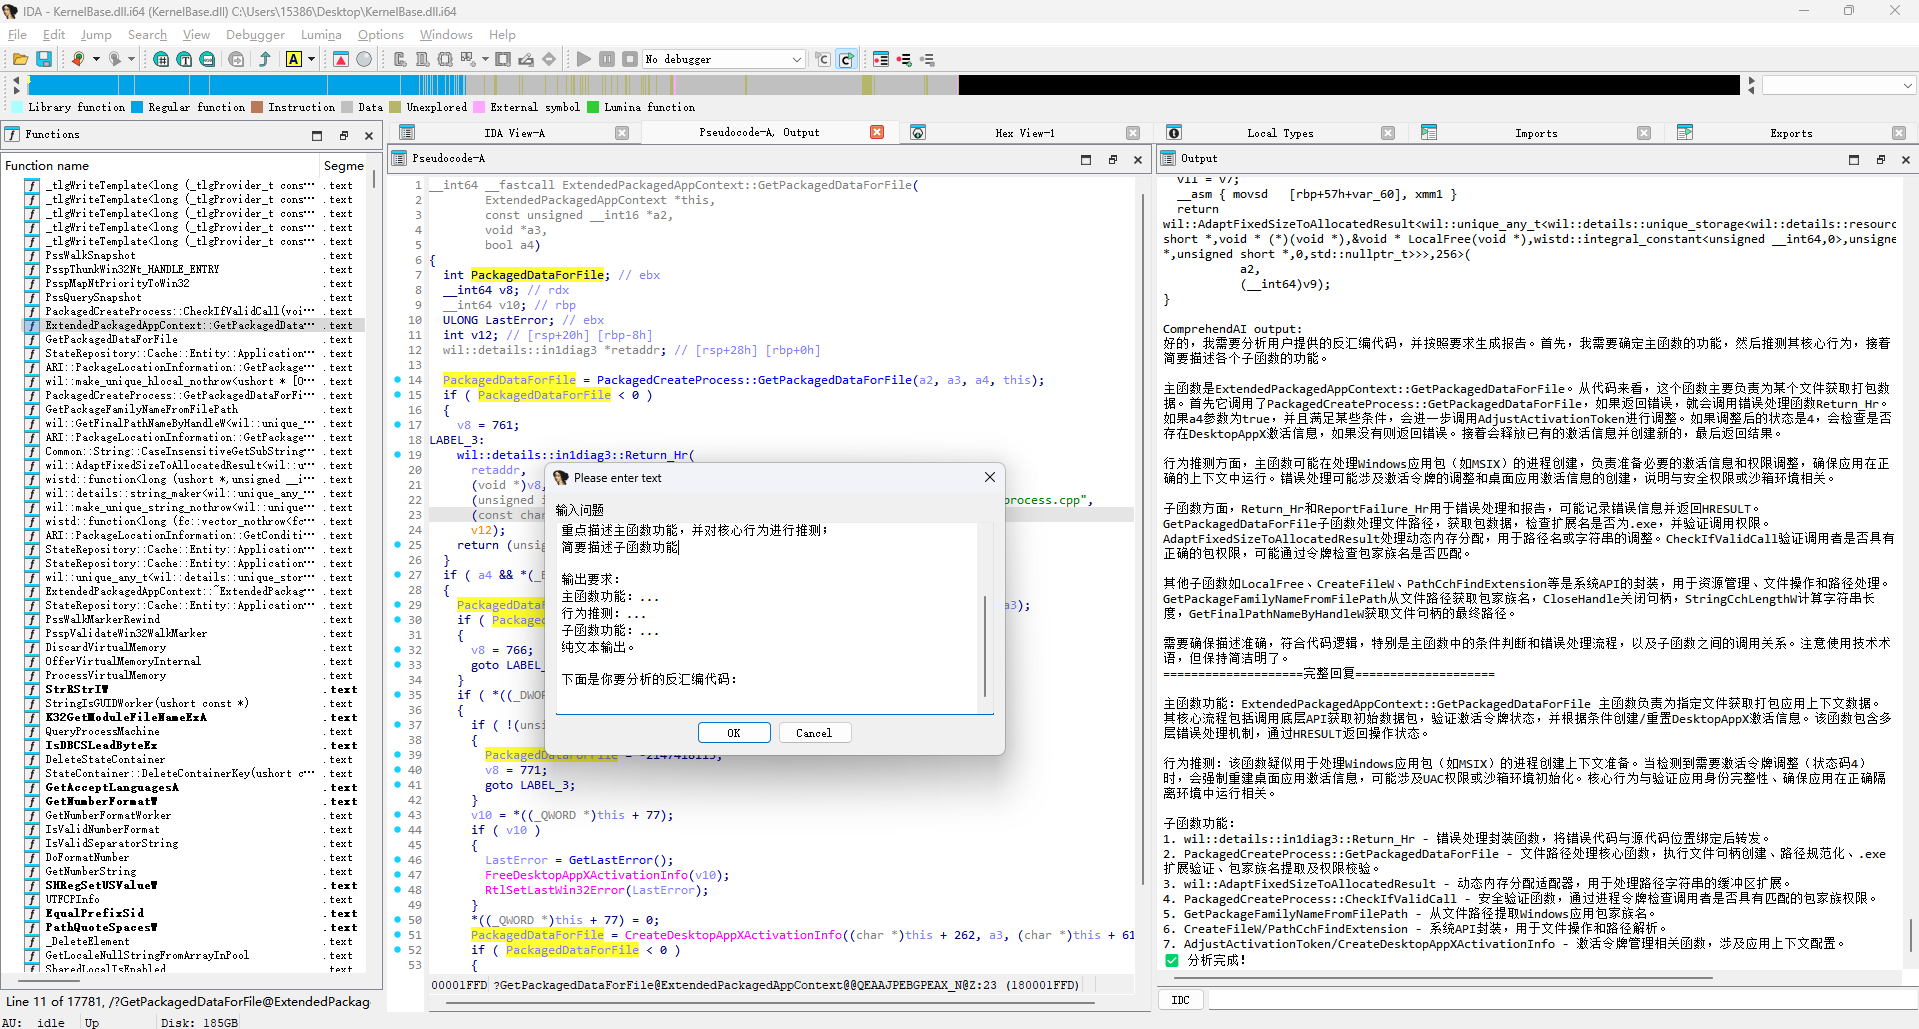 IDA - KernelBase.dll.i64 (KernelBase.dll) C:\Users\15386\Desktop\KernelBase.dll.i64
File Edit Jump Search View Debugger Lumina Options Windows Help
No debugger
Library function Regular function Instruction Data Unexplored External symbol Lumina function
Functions
Function name Segme
_tlgWriteTemplate<long (_tlgProvider_t cons··· .text
_tlgWriteTemplate<long (_tlgProvider_t cons··· .text
_tlgWriteTemplate<long (_tlgProvider_t cons··· .text
_tlgWriteTemplate<long (_tlgProvider_t cons··· .text
_tlgWriteTemplate<long (_tlgProvider_t cons··· .text
PssWalkSnapshot .text
PsspThunkWin32Nt_HANDLE_ENTRY .text
PsspMapNtPriorityToWin32 .text
PssQuerySnapshot .text
PackagedCreateProcess::CheckIfValidCall(voi··· .text
ExtendedPackagedAppContext::GetPackagedData··· .text
GetPackagedDataForFile .text
StateRepository::Cache::Entity::Application··· .text
ARI::PackageLocationInformation::GetPackage··· .text
wil::make_unique_hlocal_nothrow<ushort * [0··· .text
PackagedCreateProcess::GetPackagedDataForFi··· .text
GetPackageFamilyNameFromFilePath .text
wil::GetFinalPathNameByHandleW<wil::unique_··· .text
ARI::PackageLocationInformation::GetPackage··· .text
Common::String::CaseInsensitiveGetSubString··· .text
wil::AdaptFixedSizeToAllocatedResult(wil::u··· .text
wistd::function<long (ushort *,unsigned __i··· .text
wil::details::string_maker<wil::unique_any_··· .text
wil::make_unique_string_nothrow<wil::unique··· .text
wistd::function<long (fc::vector_nothrow<fc··· .text
ARI::PackageLocationInformation::GetConditi··· .text
StateRepository::Cache::Entity::Application··· .text
StateRepository::Cache::Entity::Application··· .text
wil::unique_any_t<wil::details::unique_stor··· .text
ExtendedPackagedAppContext::~ExtendedPackag··· .text
StateRepository::Cache::Entity::Application··· .text
PssWalkMarkerRewind .text
PsspValidateWin32WalkMarker .text
DiscardVirtualMemory .text
OfferVirtualMemoryInternal .text
ProcessVirtualMemory .text
StrRStrIW .text
StringIsGUIDWorker(ushort const *) .text
K32GetModuleFileNameExA .text
QueryProcessMachine .text
IsDBCSLeadByteEx .text
DeleteStateContainer .text
StateContainer::DeleteContainerKey(ushort c··· .text
GetAcceptLanguagesA .text
GetNumberFormatW .text
GetNumberFormatWorker .text
IsValidNumberFormat .text
IsValidSeparatorString .text
DoFormatNumber .text
GetNumberString .text
SHRegSetUSValueW .text
UTFCPInfo .text
EqualPrefixSid .text
PathQuoteSpacesW .text
_DeleteElement .text
GetLocaleNullStringFromArrayInPool .text
SharedLocalIsEnabled .text
Line 11 of 17781, /?GetPackagedDataForFile@ExtendedPackag
AU: idle Up Disk: 185GB
IDA View-A Pseudocode-A, Output Hex View-1 Local Types Imports Exports
Pseudocode-A
1 __int64 __fastcall ExtendedPackagedAppContext::GetPackagedDataForFile(
2 ExtendedPackagedAppContext *this,
3 const unsigned __int16 *a2,
4 void *a3,
5 bool a4)
6 {
7 int PackagedDataForFile; // ebx
8 __int64 v8; // rdx
9 __int64 v10; // rbp
10 ULONG LastError; // ebx
11 int v12; // [rsp+20h] [rbp-8h]
12 wil::details::in1diag3 *retaddr; // [rsp+28h] [rbp+0h]
13
14 PackagedDataForFile = PackagedCreateProcess::GetPackagedDataForFile(a2, a3, a4, this);
15 if ( PackagedDataForFile < 0 )
16 {
17 v8 = 761;
18 LABEL_3:
19 wil::details::in1diag3::Return_Hr(
20 retaddr,
21 (void *)v8,
22 (unsigned i rocess.cpp",
23 (const char
24 v12);
25 return (unsig
26 }
27 if ( a4 && *(_B
28 {
29 PackagedDataF a3);
30 if ( Packaged
31 {
32 v8 = 766;
33 goto LABEL_
34 }
35 if ( *((_DWOR
36 {
37 if ( !(unsi
38 {
39 PackagedDataForFile = -2147418113;
40 v8 = 771;
41 goto LABEL_3;
42 }
43 v10 = *((_QWORD *)this + 77);
44 if ( v10 )
45 {
46 LastError = GetLastError();
47 FreeDesktopAppXActivationInfo(v10);
48 RtlSetLastWin32Error(LastError);
49 }
50 *((_QWORD *)this + 77) = 0;
51 PackagedDataForFile = CreateDesktopAppXActivationInfo((char *)this + 262, a3, (char *)this + 61
52 if ( PackagedDataForFile < 0 )
53 {
00001FFD ?GetPackagedDataForFile@ExtendedPackagedAppContext@@QEAAJPEBGPEAX_N@Z:23 (180001FFD)
Please enter text
输入问题
重点描述主函数功能，并对核心行为进行推测；
简要描述子函数功能
输出要求：
主函数功能：...
行为推测：...
子函数功能：...
纯文本输出。
下面是你要分析的反汇编代码：
OK Cancel
Output
v11 = v7;
__asm { movsd [rbp+57h+var_60], xmm1 }
return
wil::AdaptFixedSizeToAllocatedResult<wil::unique_any_t<wil::details::unique_storage<wil::details::resourc
short *,void * (*)(void *),&void * LocalFree(void *),wistd::integral_constant<unsigned __int64,0>,unsigne
*,unsigned short *,0,std::nullptr_t>>>,256>(
a2,
(__int64)v9);
}
ComprehendAI output:
好的，我需要分析用户提供的反汇编代码，并按照要求生成报告。首先，我需要确定主函数的功能，然后推测其核心行为，接着
简要描述各个子函数的功能。
主函数是ExtendedPackagedAppContext::GetPackagedDataForFile。从代码来看，这个函数主要负责为某个文件获取打包数
据。首先它调用了PackagedCreateProcess::GetPackagedDataForFile，如果返回错误，就会调用错误处理函数Return_Hr。
如果a4参数为true，并且满足某些条件，会进一步调用AdjustActivationToken进行调整。如果调整后的状态是4，会检查是否
存在DesktopAppX激活信息，如果没有则返回错误。接着会释放已有的激活信息并创建新的，最后返回结果。
行为推测方面，主函数可能在处理Windows应用包（如MSIX）的进程创建，负责准备必要的激活信息和权限调整，确保应用在正
确的上下文中运行。错误处理可能涉及激活令牌的调整和桌面应用激活信息的创建，说明与安全权限或沙箱环境相关。
子函数方面，Return_Hr和ReportFailure_Hr用于错误处理和报告，可能记录错误信息并返回HRESULT。
GetPackagedDataForFile子函数处理文件路径，获取包数据，检查扩展名是否为.exe，并验证调用权限。
AdaptFixedSizeToAllocatedResult处理动态内存分配，用于路径名或字符串的调整。CheckIfValidCall验证调用者是否具有
正确的包权限，可能通过令牌检查包家族名是否匹配。
其他子函数如LocalFree、CreateFileW、PathCchFindExtension等是系统API的封装，用于资源管理、文件操作和路径处理。
GetPackageFamilyNameFromFilePath从文件路径获取包家族名，CloseHandle关闭句柄，StringCchLengthW计算字符串长
度，GetFinalPathNameByHandleW获取文件句柄的最终路径。
需要确保描述准确，符合代码逻辑，特别是主函数中的条件判断和错误处理流程，以及子函数之间的调用关系。注意使用技术术
语，但保持简洁明了。
====================完整回复====================
主函数功能：ExtendedPackagedAppContext::GetPackagedDataForFile 主函数负责为指定文件获取打包应用上下文数据。
其核心流程包括调用底层API获取初始数据包，验证激活令牌状态，并根据条件创建/重置DesktopAppX激活信息。该函数包含多
层错误处理机制，通过HRESULT返回操作状态。
行为推测：该函数疑似用于处理Windows应用包（如MSIX）的进程创建上下文准备。当检测到需要激活令牌调整（状态码4）
时，会强制重建桌面应用激活信息，可能涉及UAC权限或沙箱环境初始化。核心行为与验证应用身份完整性、确保应用在正确隔
离环境中运行相关。
子函数功能：
1. wil::details::in1diag3::Return_Hr - 错误处理封装函数，将错误代码与源代码位置绑定后转发。
2. PackagedCreateProcess::GetPackagedDataForFile - 文件路径处理核心函数，执行文件句柄创建、路径规范化、.exe
扩展验证、包家族名提取及权限校验。
3. wil::AdaptFixedSizeToAllocatedResult - 动态内存分配适配器，用于处理路径字符串的缓冲区扩展。
4. PackagedCreateProcess::CheckIfValidCall - 安全验证函数，通过进程令牌检查调用者是否具有匹配的包家族权限。
5. GetPackageFamilyNameFromFilePath - 从文件路径提取Windows应用包家族名。
6. CreateFileW/PathCchFindExtension - 系统API封装，用于文件操作和路径解析。
7. AdjustActivationToken/CreateDesktopAppXActivationInfo - 激活令牌管理相关函数，涉及应用上下文配置。
✅ 分析完成！
IDC